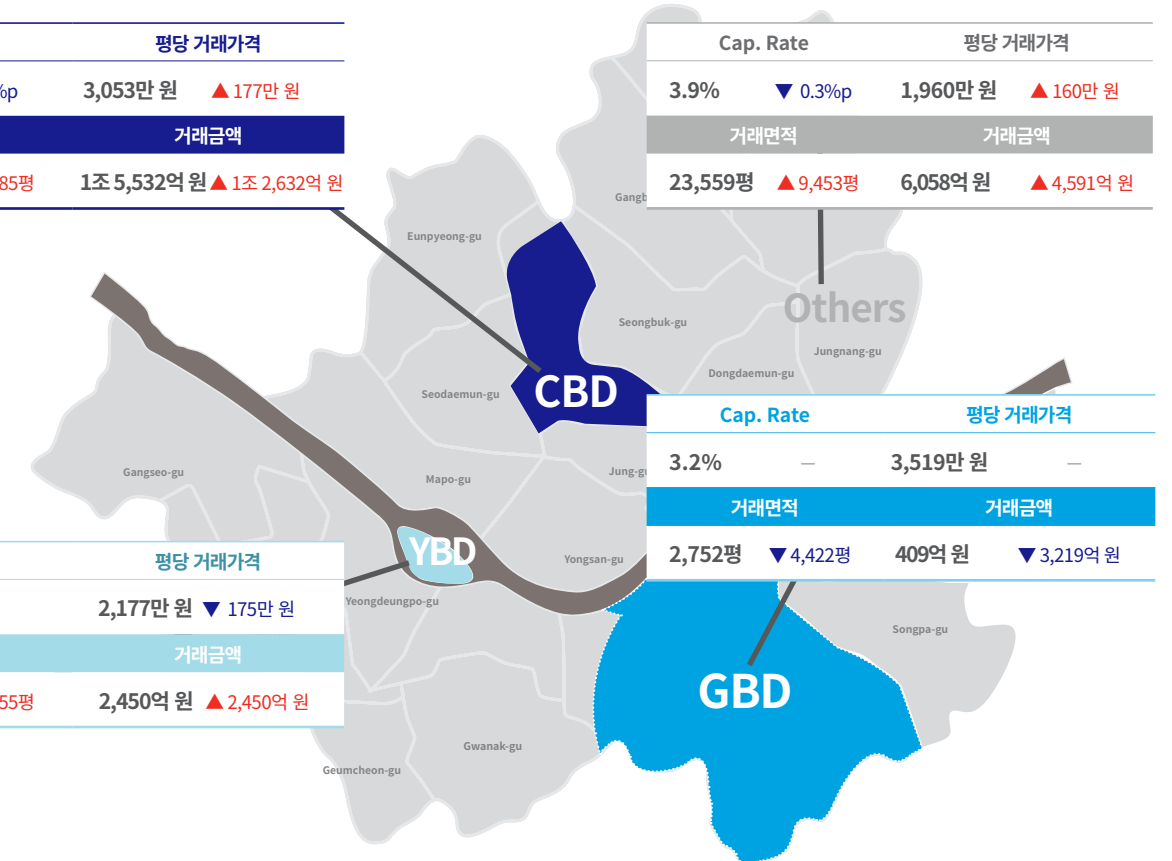 평당 거래가격
%p 3,053만 원 ▲ 177만 원
거래금액
85평 1조 5,532억 원 ▲ 1조 2,632억 원
Cap. Rate 평당 거래가격
3.9% ▼ 0.3%p 1,960만 원 ▲ 160만 원
거래면적 거래금액
23,559평 ▲ 9,453평 6,058억 원 ▲ 4,591억 원
Gangb
Eunpyeong-gu
Others
Seongbuk-gu
Jungnang-gu
Dongdaemun-gu
CBD
Seodaemun-gu
Cap. Rate 평당 거래가격
3.2% – 3,519만 원 –
거래면적 거래금액
2,752평 ▼ 4,422평 409억 원 ▼ 3,219억 원
Gangseo-gu
Mapo-gu
Jung-gu
YBD
Yongsan-gu
평당 거래가격
2,177만 원 ▼ 175만 원
거래금액
55평 2,450억 원 ▲ 2,450억 원
Yeongdeungpo-gu
Songpa-gu
GBD
Gwanak-gu
Geumcheon-gu